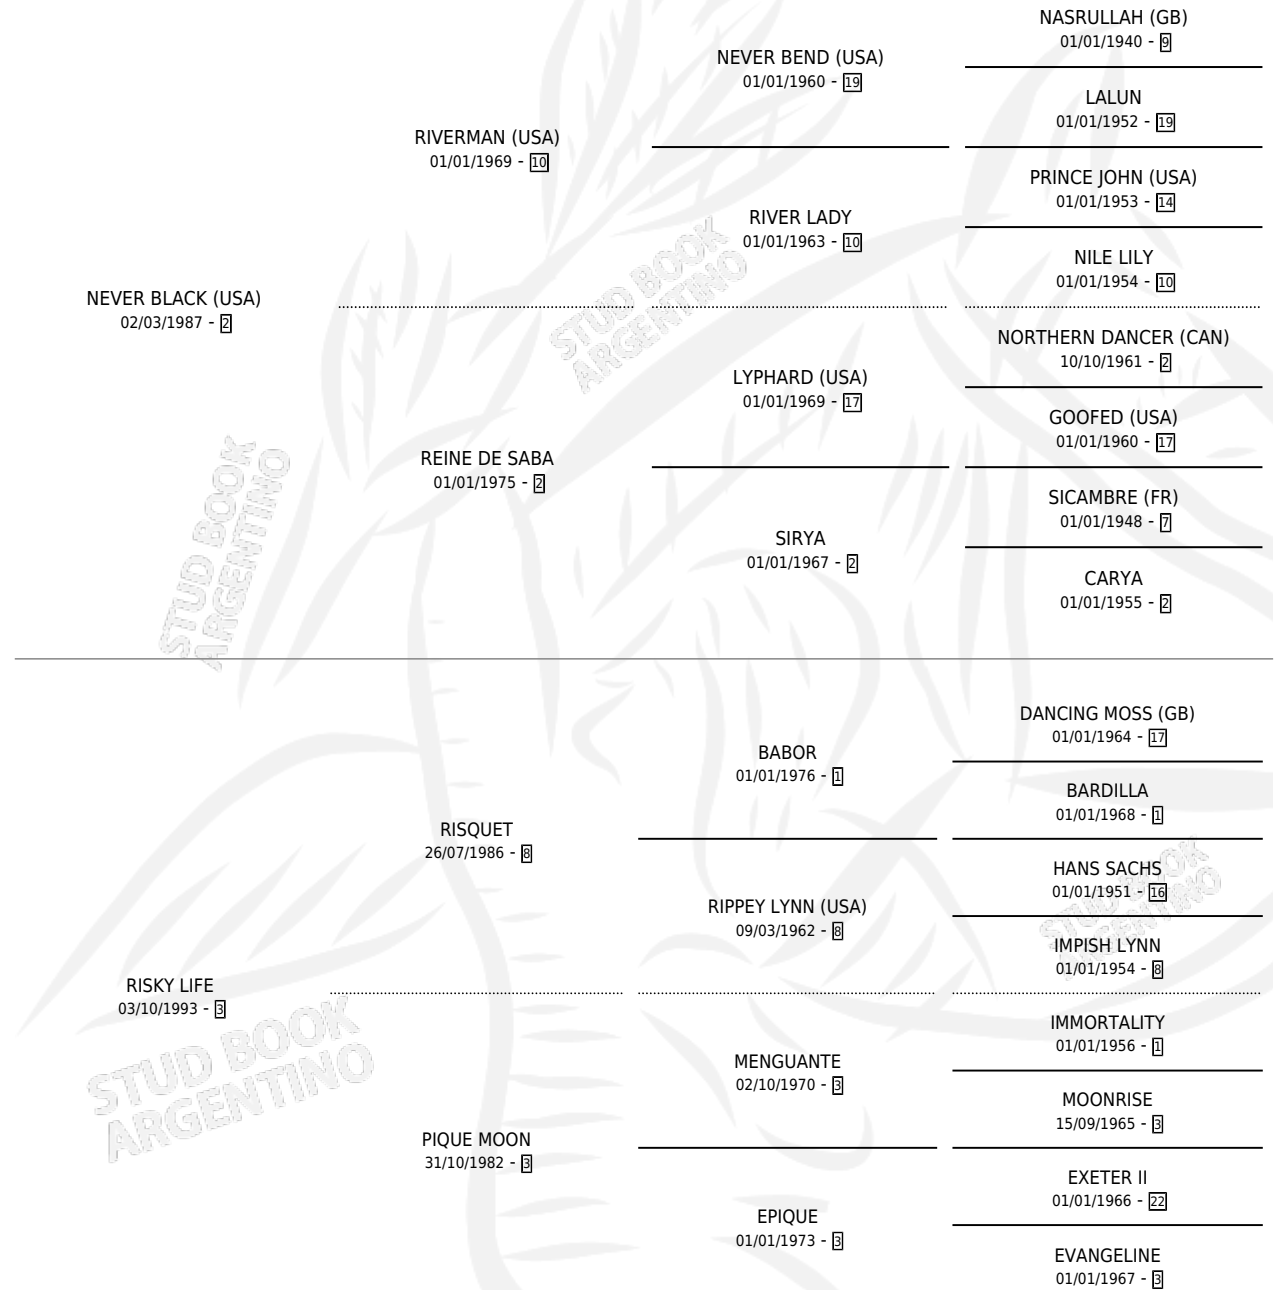 NASRULLAH (GB)
01/01/1940 - 9
NEVER BEND (USA)
01/01/1960 - 19
LALUN
01/01/1952 - 19
RIVERMAN (USA)
01/01/1969 - 10
PRINCE JOHN (USA)
01/01/1953 - 14
RIVER LADY
01/01/1963 - 10
NILE LILY
01/01/1954 - 10
NEVER BLACK (USA)
02/03/1987 - 2
NORTHERN DANCER (CAN)
10/10/1961 - 2
LYPHARD (USA)
01/01/1969 - 17
GOOFED (USA)
01/01/1960 - 17
REINE DE SABA
01/01/1975 - 2
SICAMBRE (FR)
01/01/1948 - 7
SIRYA
01/01/1967 - 2
CARYA
01/01/1955 - 2
DANCING MOSS (GB)
01/01/1964 - 17
BABOR
01/01/1976 - 1
BARDILLA
01/01/1968 - 1
RISQUET
26/07/1986 - 8
HANS SACHS
01/01/1951 - 16
RIPPEY LYNN (USA)
09/03/1962 - 8
IMPISH LYNN
01/01/1954 - 8
RISKY LIFE
03/10/1993 - 3
IMMORTALITY
01/01/1956 - 1
MENGUANTE
02/10/1970 - 3
MOONRISE
15/09/1965 - 3
PIQUE MOON
31/10/1982 - 3
EXETER II
01/01/1966 - 22
EPIQUE
01/01/1973 - 3
EVANGELINE
01/01/1967 - 3
STUD BOOK
ARGENTINO
STUD BOOK
ARGENTINO
STUD BOOK
ARGENTINO
STUD BOOK
ARGENTINO